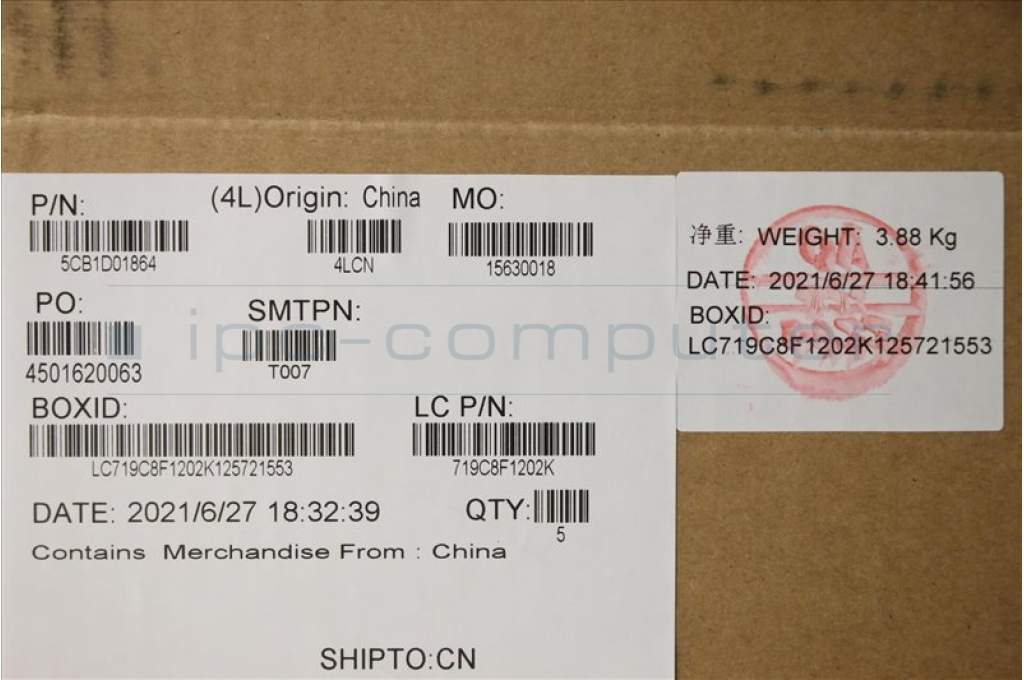 P/N:
5CB1D01864
(4L)Origin: China
4LCN
MO:
15630018
PO:
4501620063
SMTPN:
T007
BOXID:
LC719C8F1202K125721553
LC P/N:
719C8F1202K
DATE: 2021/6/27 18:32:39
QTY:
5
Contains Merchandise From : China
SHIPTO:CN
净重: WEIGHT: 3.88 Kg
DATE: 2021/6/27 18:41:56
BOXID:
LC719C8F1202K125721553
ipc-computer